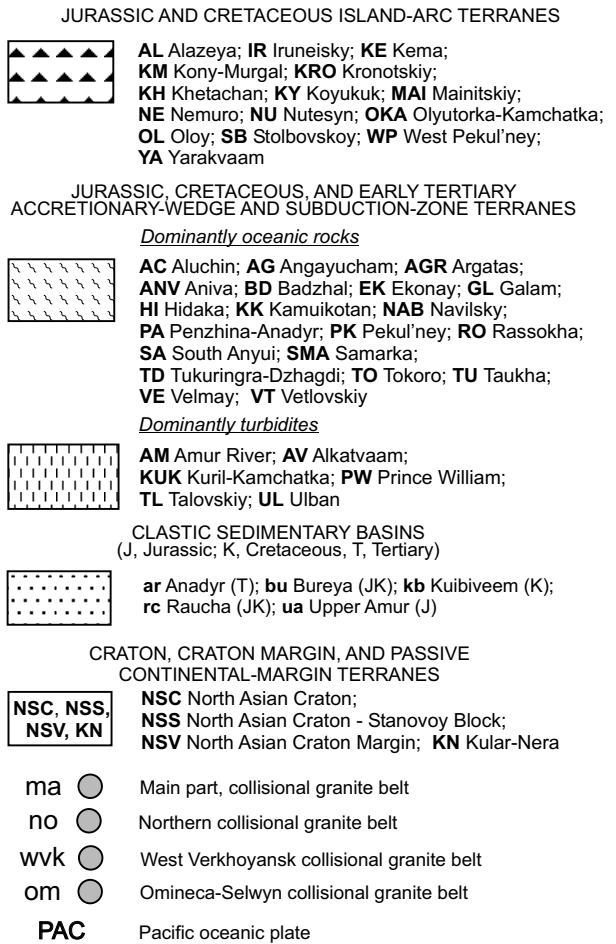 JURASSIC AND CRETACEOUS ISLAND-ARC TERRANES
AL Alazeya; IR Iruneisky; KE Kema;
KM Kony-Murgal; KRO Kronotskiy;
KH Khetachan; KY Koyukuk; MAI Mainitskiy;
NE Nemuro; NU Nutesyn; OKA Olyutorka-Kamchatka;
OL Oloy; SB Stolbovskoy; WP West Pekul'ney;
YA Yarakvaam
JURASSIC, CRETACEOUS, AND EARLY TERTIARY
ACCRETIONARY-WEDGE AND SUBDUCTION-ZONE TERRANES
Dominantly oceanic rocks
AC Aluchin; AG Angayucham; AGR Argatas;
ANV Aniva; BD Badzhal; EK Ekonay; GL Galam;
HI Hidaka; KK Kamuikotan; NAB Navilsky;
PA Penzhina-Anadyr; PK Pekul'ney; RO Rassokha;
SA South Anyui; SMA Samarka;
TD Tukuringra-Dzhagdi; TO Tokoro; TU Taukha;
VE Velmay; VT Vetlovskiy
Dominantly turbidites
AM Amur River; AV Alkatvaam;
KUK Kuril-Kamchatka; PW Prince William;
TL Talovskiy; UL Ulban
CLASTIC SEDIMENTARY BASINS
(J, Jurassic; K, Cretaceous, T, Tertiary)
ar Anadyr (T); bu Bureya (JK); kb Kuibiveem (K);
rc Raucha (JK); ua Upper Amur (J)
CRATON, CRATON MARGIN, AND PASSIVE
CONTINENTAL-MARGIN TERRANES
NSC, NSS,
NSV, KN
NSC North Asian Craton;
NSS North Asian Craton - Stanovoy Block;
NSV North Asian Craton Margin; KN Kular-Nera
ma Main part, collisional granite belt
no Northern collisional granite belt
wvk West Verkhoyansk collisional granite belt
om Omineca-Selwyn collisional granite belt
PAC Pacific oceanic plate